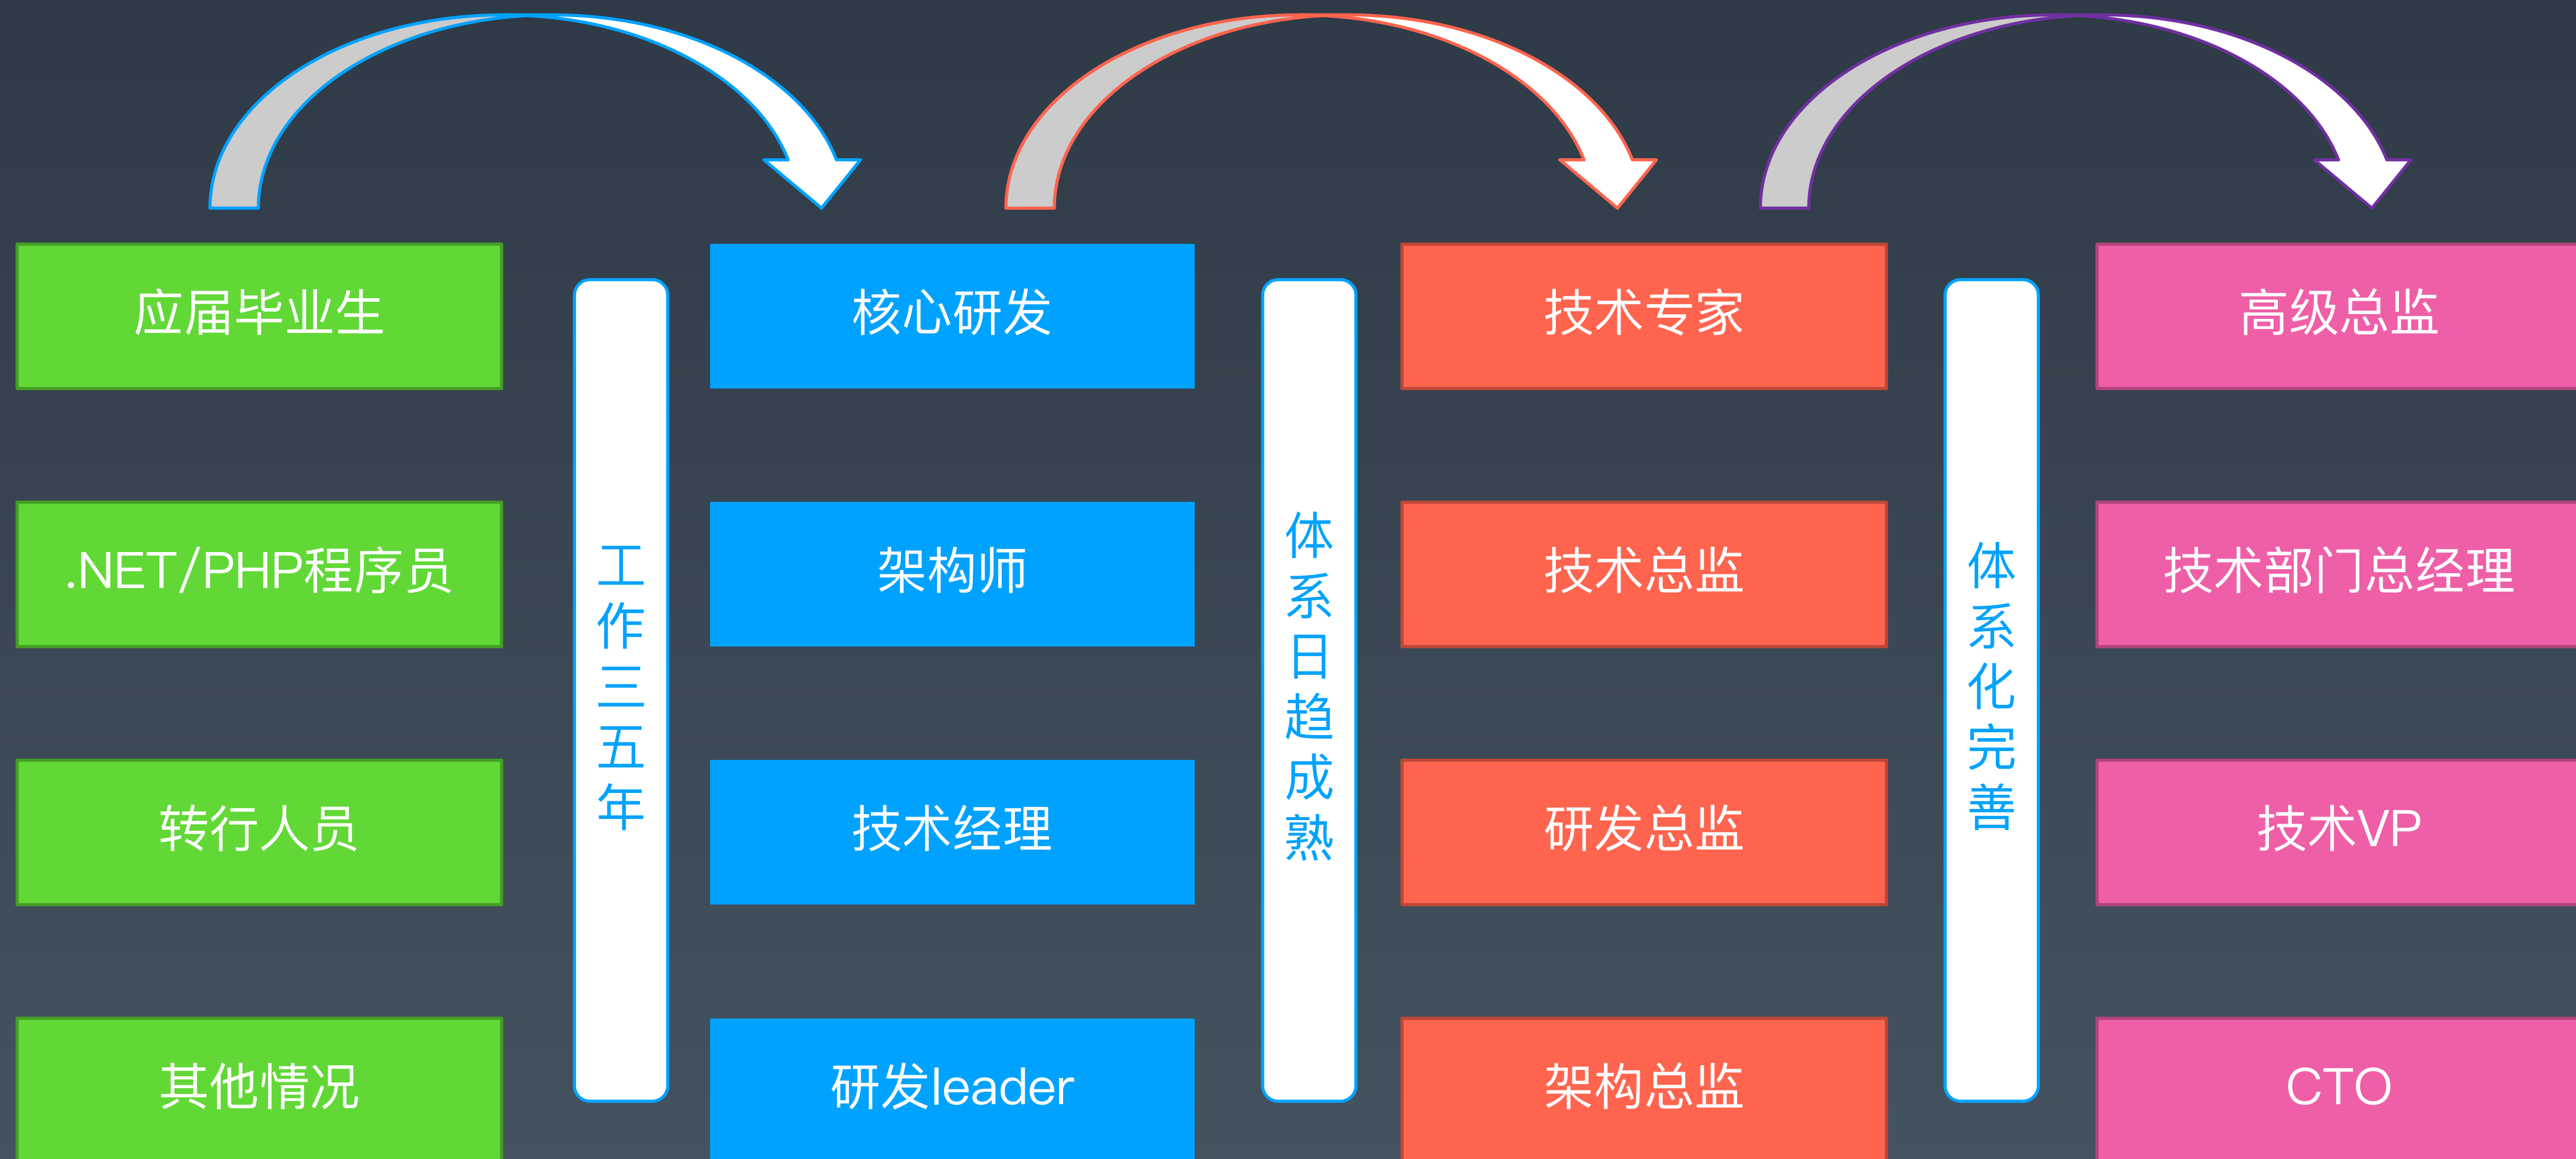 应届毕业生
核心研发
技术专家
高级总监
.NET/PHP程序员
架构师
技术总监
技术部门总经理
转行人员
技术经理
研发总监
技术VP
其他情况
研发leader
架构总监
CTO
工作三五年
体系日趋成熟
体系化完善